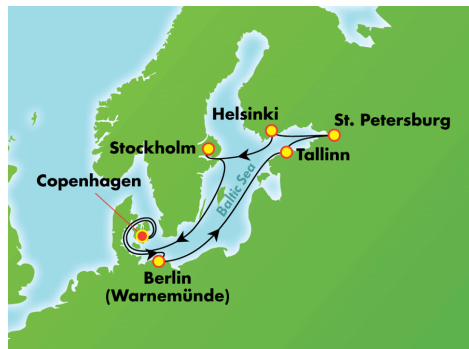 Helsinki
St. Petersburg
Stockholm
Tallinn
Copenhagen
Baltic Sea
Berlin
(Warnemünde)